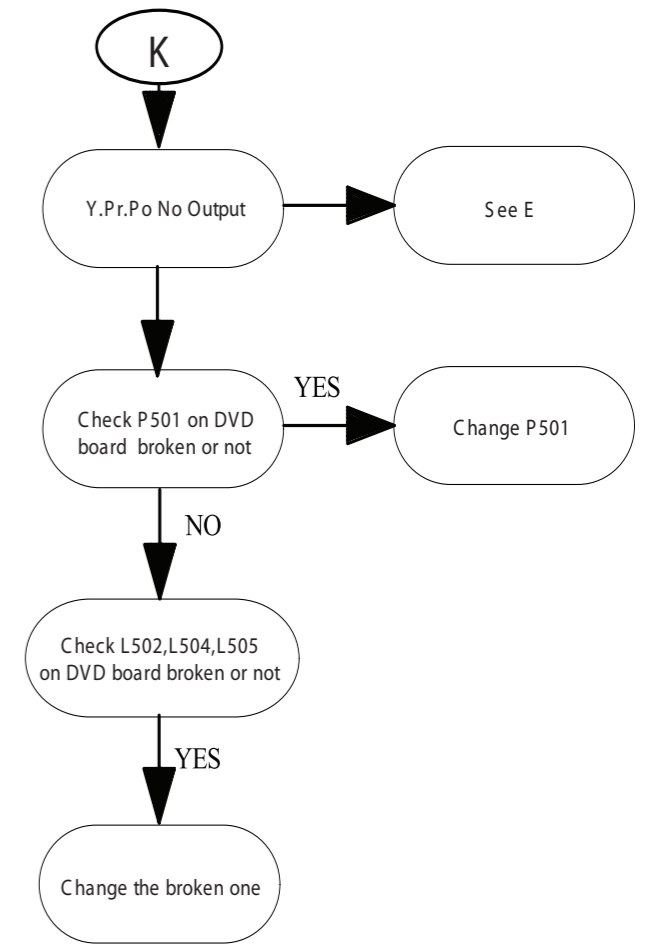 K
Y.Pr.Po No Output
See E
Check P501 on DVD
board broken or not
YES
Change P501
NO
Check L502,L504,L505
on DVD board broken or not
YES
Change the broken one